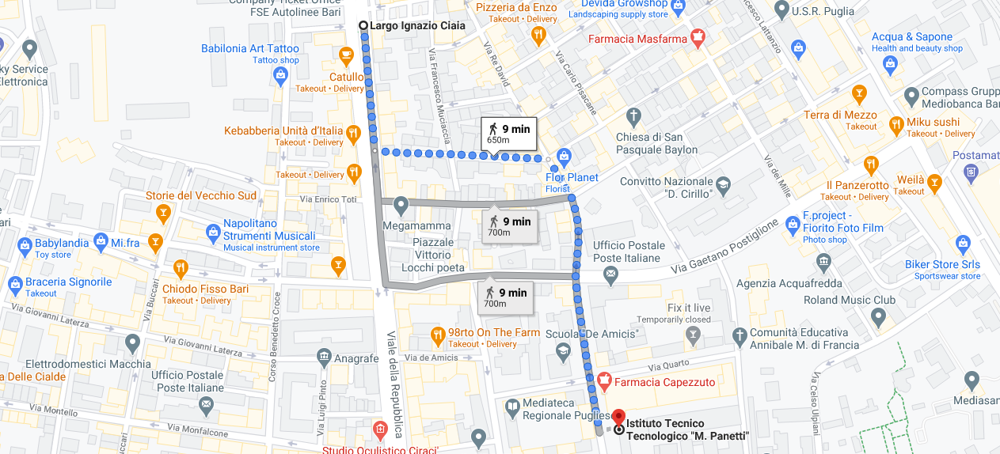 Company Ticket Office
FSE Autolinee Bari
Largo Ignazio Ciaia
Pizzeria da Enzo
Takeout • Delivery
Devida Growshop
Landscaping supply store
U.S.R. Puglia
Farmacia Masfarma
Via Lattanzio
Acqua & Sapone
Health and beauty shop
Babilonia Art Tattoo
Tattoo shop
Catullo
Takeout • Delivery
ky Service
Elettronica
Via Francesco Muciaccia
Via Re David
Via Carlo Pisacane
Compass Grupp
Mediobanca Ba
Terra di Mezzo
Takeout
Miku sushi
Takeout • Delivery
Kebabberia Unità d'Italia
Takeout • Delivery
9 min
650m
Chiesa di San
Pasquale Baylon
Postamat
Takeout • Delivery
Flor Planet
Florist
Convitto Nazionale
"D. Cirillo"
Via dei Mille
Il Panzerotto
Takeout • Delivery
Weilà
Takeout
Storie del Vecchio Sud
Via Enrico Toti
Megamamma
9 min
700m
Napolitano
Strumenti Musicali
Musical instrument store
F.project -
Fiorito Foto Film
Photo shop
Babylandia
Toy store
Mi.fra
Piazzale
Vittorio
Locchi poeta
Ufficio Postale
Poste Italiane
Via Gaetano Postiglione
Biker Store Srls
Sportswear store
Braceria Signorile
Takeout
Via Buccari
Chiodo Fisso Bari
Takeout • Delivery
9 min
700m
Agenzia Acquafredda
Roland Music Club
Fix it live
Temporarily closed
Via Giovanni Laterza
Via Giovanni Laterza
Corso Benedetto Croce
98rto On The Farm
Takeout • Delivery
Scuola "De Amicis"
Comunità Educativa
Annibale M. di Francia
Viale della Repubblica
Anagrafe
Via de Amicis
Via Quarto
Elettrodomestici Macchia
a Delle Cialde
Ufficio Postale
Poste Italiane
Farmacia Capezzuto
Via Luigi Pinto
Via Celso Ulpiani
Mediasan
Via Montello
Via Monfalcone
Mediateca
Regionale Pugliese
Istituto Tecnico
Tecnologico "M. Panetti"
uccari
Studio Oculistico Ciraci'